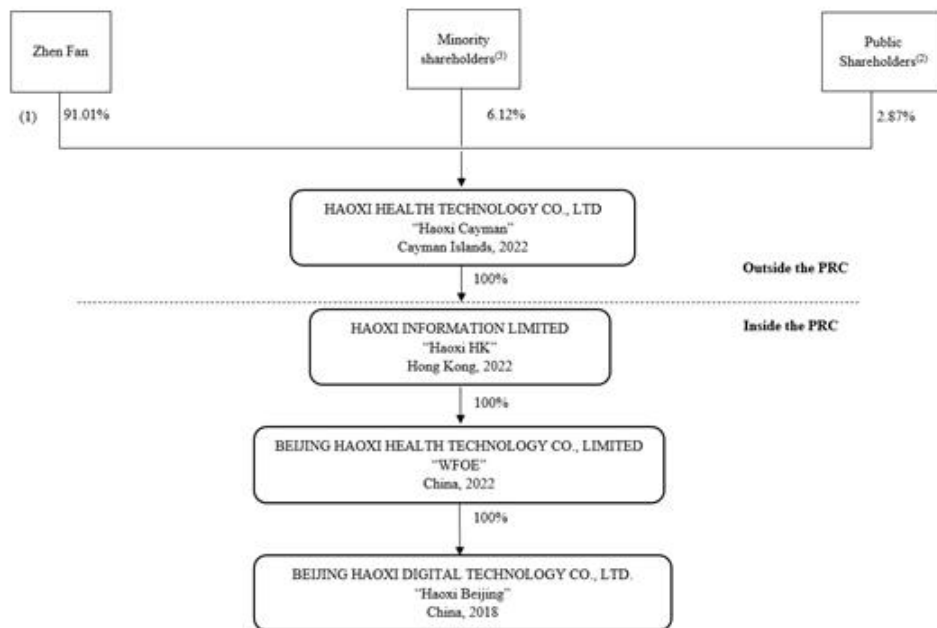 Zhen Fan
Minority
shareholders(3)
Public
Shareholders(2)
(1)
91.01%
6.12%
2.87%
HAOXI HEALTH TECHNOLOGY CO., LTD
“Haoxi Cayman”
Cayman Islands, 2022
100%
Outside the PRC
Inside the PRC
HAOXI INFORMATION LIMITED
“Haoxi HK”
Hong Kong, 2022
100%
BEIJING HAOXI HEALTH TECHNOLOGY CO., LIMITED
“WFOE”
China, 2022
100%
BEIJING HAOXI DIGITAL TECHNOLOGY CO., LTD.
“Haoxi Beijing”
China, 2018